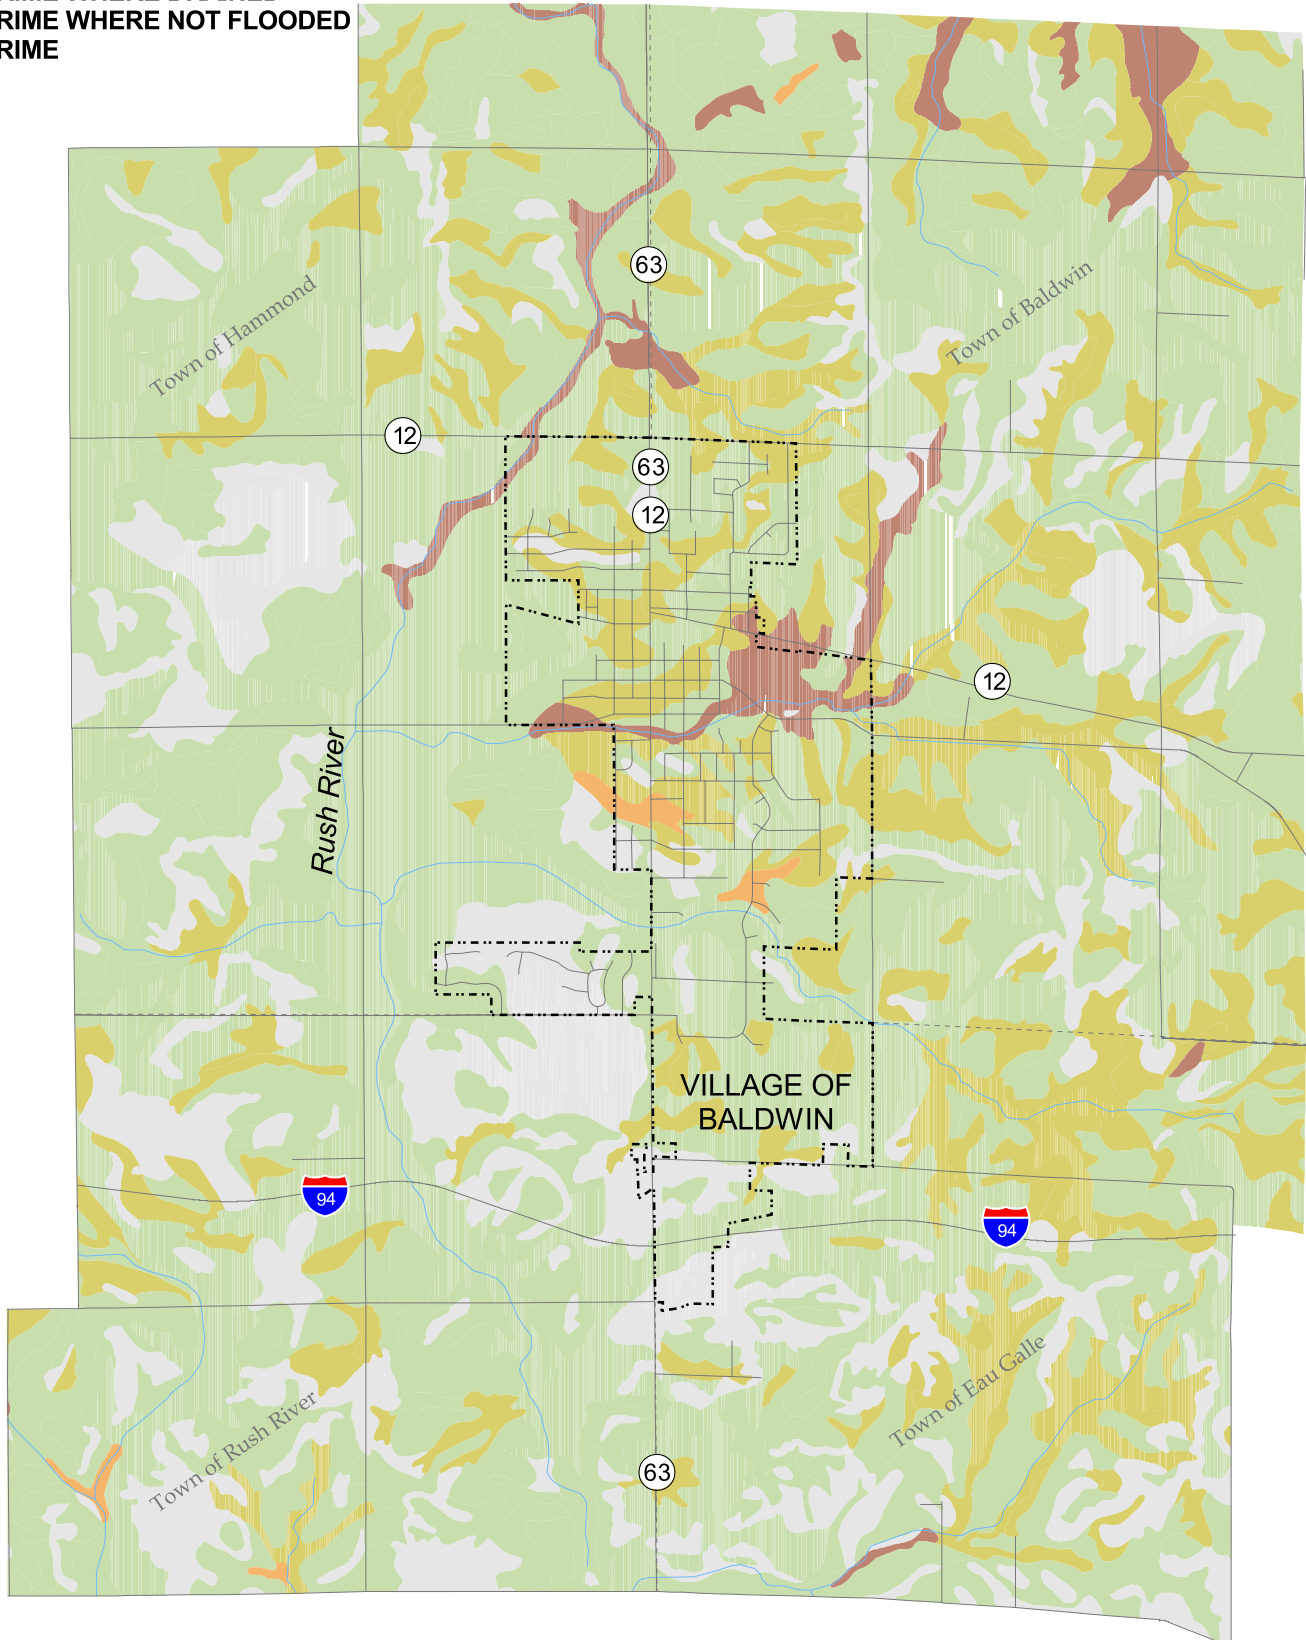 RIME WHERE NOT FLOODED
RIME
63
Town of Hammond
Town of Baldwin
12
63
12
12
Rush River
VILLAGE OF
BALDWIN
94
94
Town of Eau Galle
Town of Rush River
63